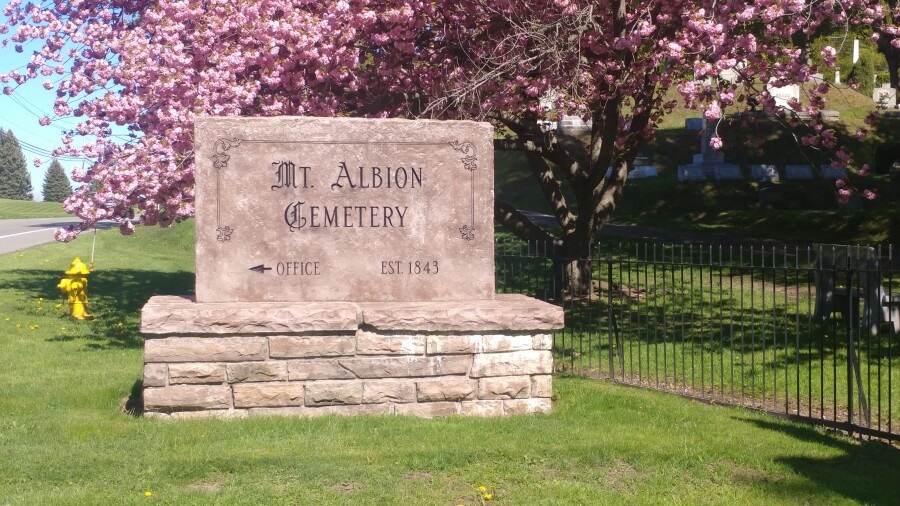 Mt. Albion
Cemetery
← OFFICE EST. 1843